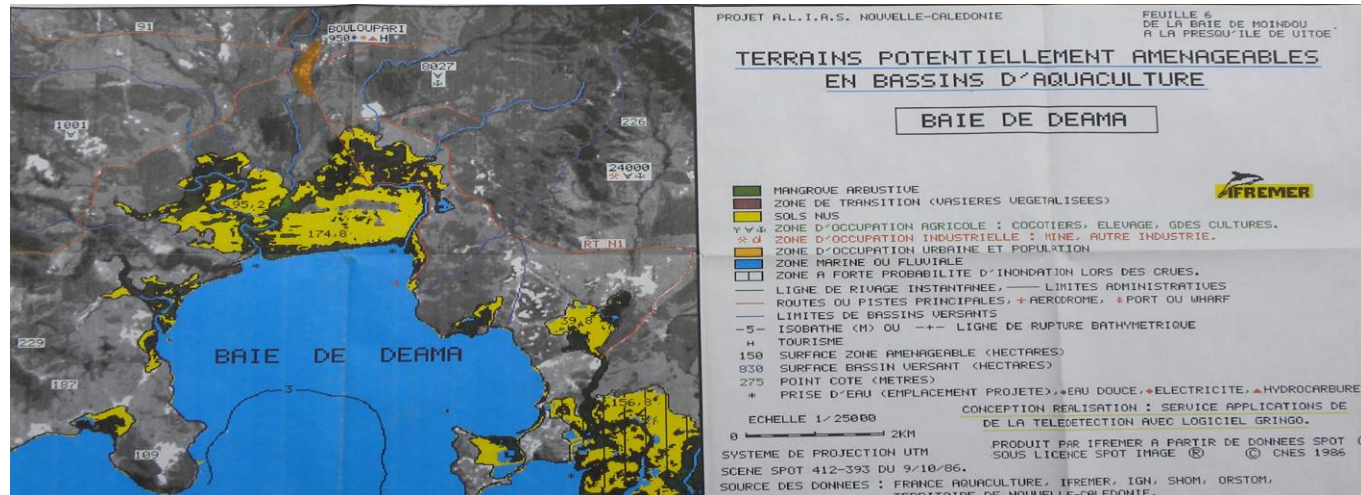 91
BOULOUPARI
950 H
8027
1001
226
24000
95,2
174,8
RT N1
39,8
BAIE DE DEAMA
229
187
3
156,8
109
PROJET A.L.I.A.S. NOUVELLE-CALEDONIE
FEUILLE 6
DE LA BAIE DE MOINDOU
A LA PRESQU'ILE DE UITOE
TERRAINS POTENTIELLEMENT AMENAGEABLES
EN BASSINS D'AQUACULTURE
BAIE DE DEAMA
IFREMER
MANGROVE ARBUSTIVE
ZONE DE TRANSITION (VASIERES VEGETALISEES)
SOLS NUS
ZONE D'OCCUPATION AGRICOLE : COCOTIERS, ELEVAGE, GDES CULTURES.
ZONE D'OCCUPATION INDUSTRIELLE : MINE, AUTRE INDUSTRIE.
ZONE D'OCCUPATION URBAINE ET POPULATION
ZONE MARINE OU FLUVIALE
ZONE A FORTE PROBABILITE D'INONDATION LORS DES CRUES.
LIGNE DE RIVAGE INSTANTANEE, LIMITES ADMINISTRATIVES
ROUTES OU PISTES PRINCIPALES, AERODROME, PORT OU WHARF
LIMITES DE BASSINS VERSANTS
-5- ISOBATHE (M) OU -+- LIGNE DE RUPTURE BATHYMETRIQUE
H TOURISME
150 SURFACE ZONE AMENAGEABLE (HECTARES)
830 SURFACE BASSIN VERSANT (HECTARES)
275 POINT COTE (METRES)
* PRISE D'EAU (EMPLACEMENT PROJETE), EAU DOUCE, ELECTRICITE, HYDROCARBURE
ECHELLE 1/25000
0 2KM
CONCEPTION REALISATION : SERVICE APPLICATIONS DE
DE LA TELEDETECTION AVEC LOGICIEL GRINGO.
SYSTEME DE PROJECTION UTM
PRODUIT PAR IFREMER A PARTIR DE DONNEES SPOT (
SOUS LICENCE SPOT IMAGE ® © CNES 1986
SCENE SPOT 412-393 DU 9/10/86.
SOURCE DES DONNEES : FRANCE AQUACULTURE, IFREMER, IGN, SHOM, ORSTOM,
TERRITOIRE DE NOUVELLE-CALEDONIE.